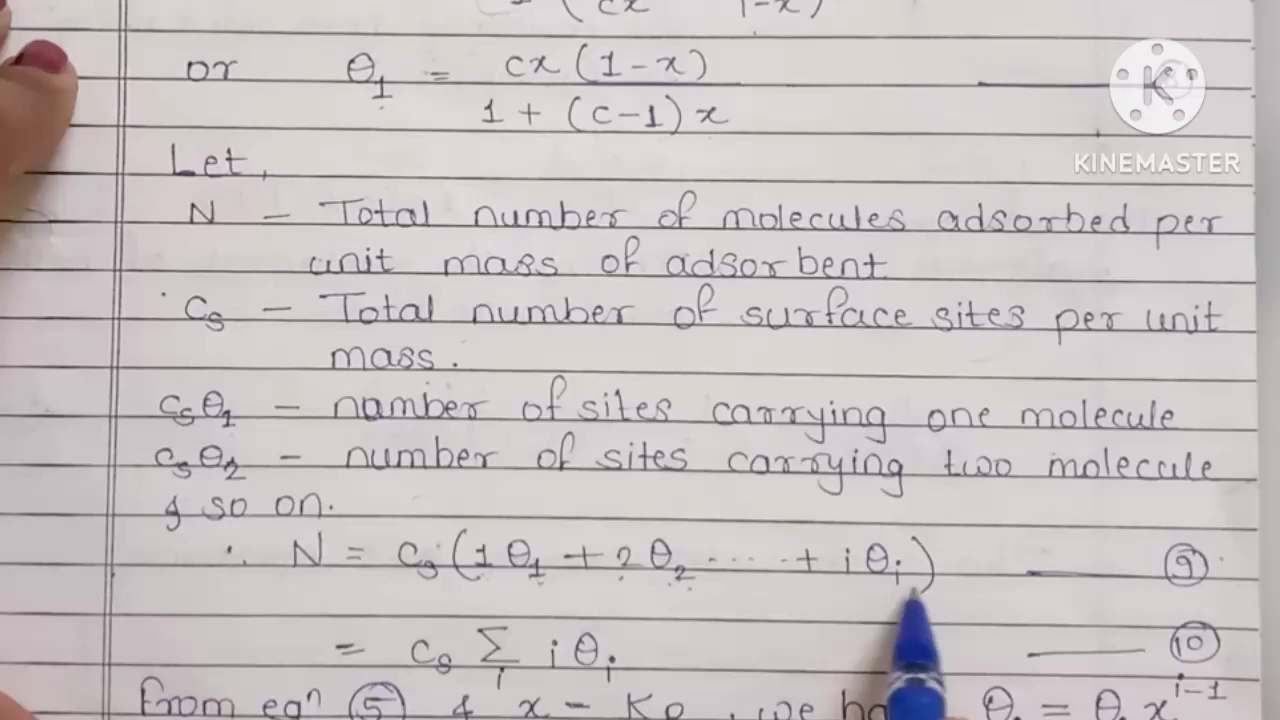 cx 1-x)
or θ₁ = cx (1-x) / 1 + (c-1) x
KINEMASTER
Let,
N - Total number of molecules adsorbed per
unit mass of adsorbent
Cs - Total number of surface sites per unit
mass.
Csθ₁ - number of sites carrying one molecule
Csθ₂ - number of sites carrying two molecule
& so on.
∴ N = Cs (1θ₁ + 2θ₂ ..... + iθᵢ) — ⑨
= Cs Σᵢ iθᵢ — ⑩
From eqⁿ ⑤ & x = Kp, we θᵢ = θ x^(i-1)